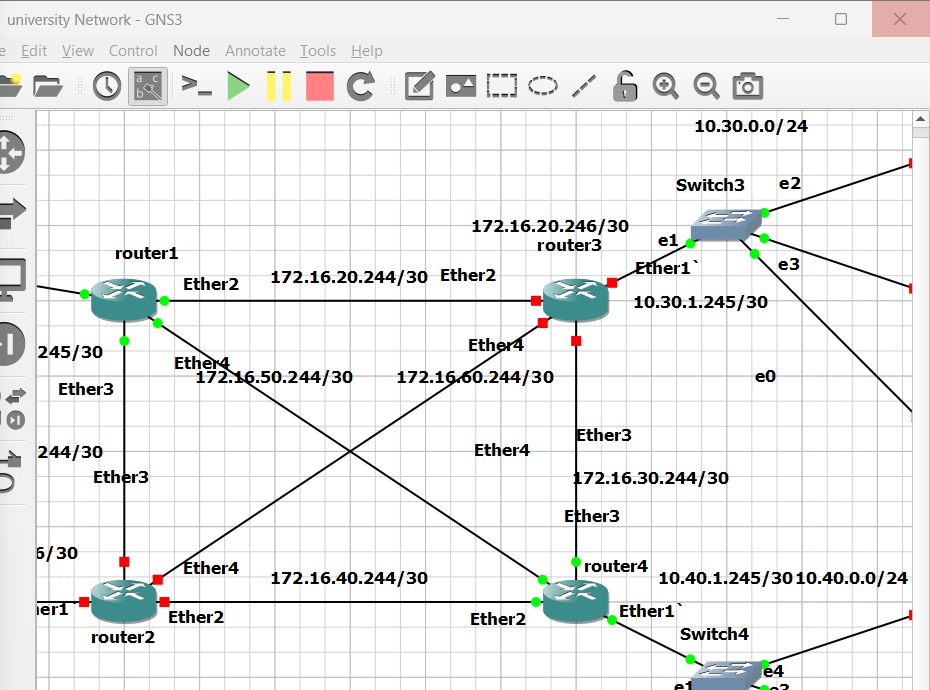 university Network - GNS3
e Edit View Control Node Annotate Tools Help
10.30.0.0/24
Switch3
e2
172.16.20.246/30
router3
e1
router1
Ether2
172.16.20.244/30
Ether2
Ether1`
e3
10.30.1.245/30
Ether4
245/30
Ether4
172.16.50.244/30
172.16.60.244/30
e0
Ether3
Ether3
Ether4
244/30
Ether3
172.16.30.244/30
Ether3
6/30
Ether4
router4
172.16.40.244/30
10.40.1.245/30
10.40.0.0/24
her1`
Ether2
Ether2
Ether1`
router2
Switch4
e4
e1
e3